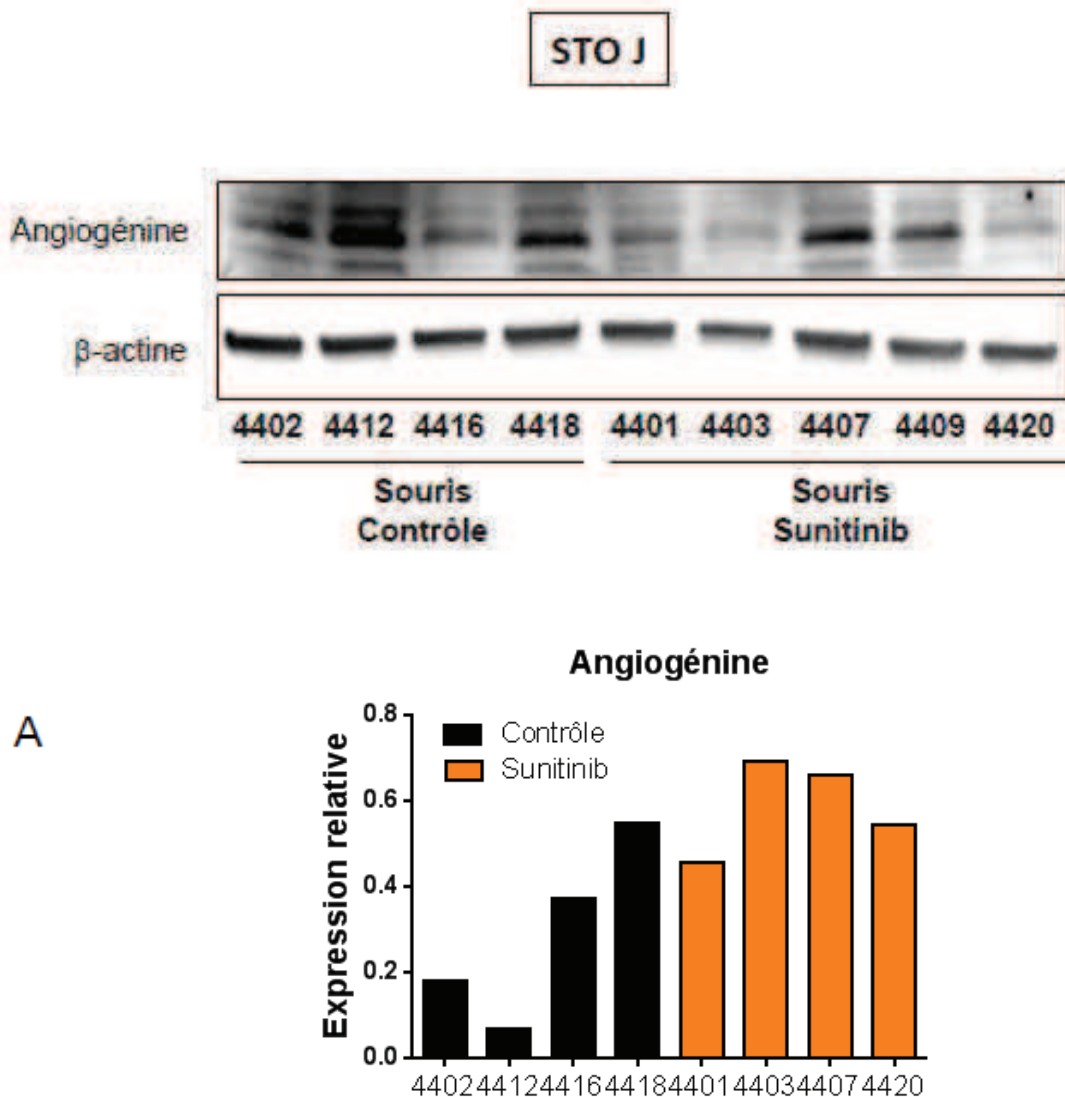 STO J
Angiogénine
β-actine
4402 4412 4416 4418 4401 4403 4407 4409 4420
Souris Contrôle
Souris Sunitinib
Angiogénine
A
Expression relative
0.8
0.6
0.4
0.2
0.0
Contrôle
Sunitinib
4402 4412 4416 4418 4401 4403 4407 4420